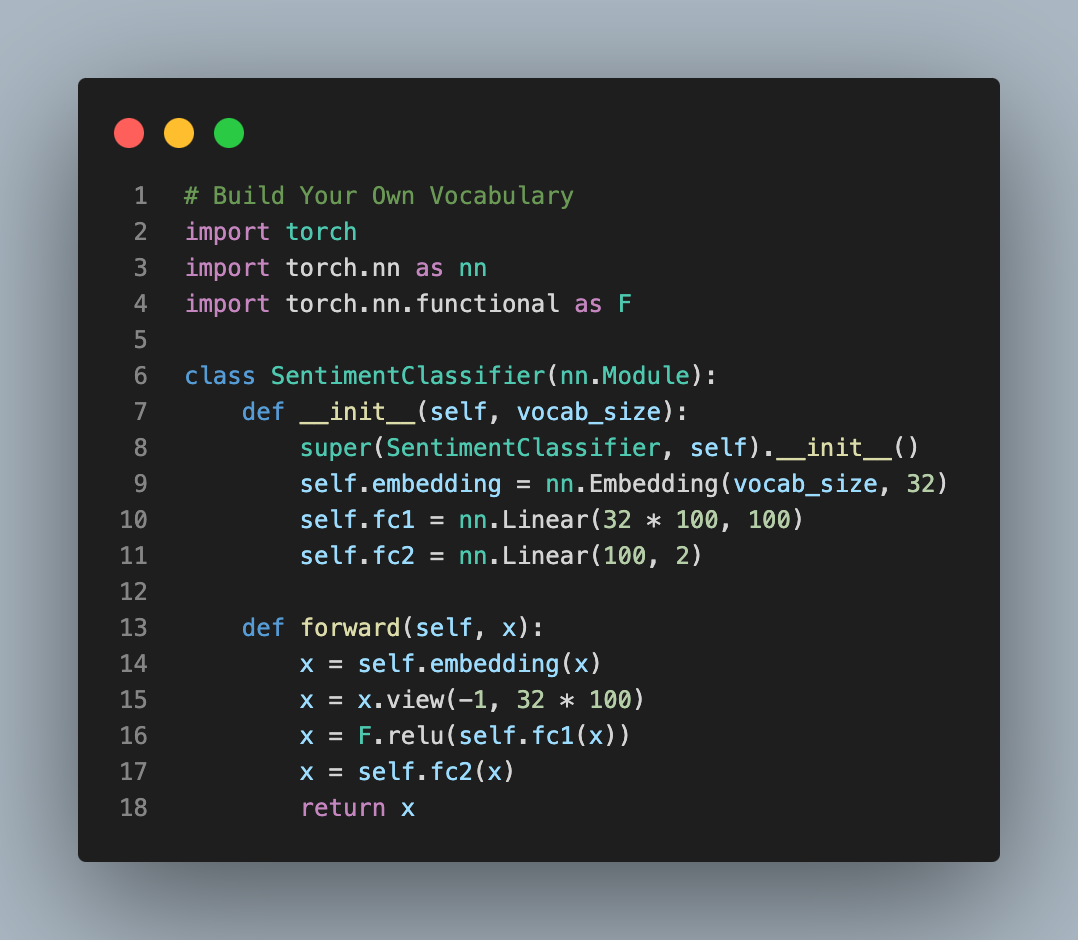 1 # Build Your Own Vocabulary
2 import torch
3 import torch.nn as nn
4 import torch.nn.functional as F
5
6 class SentimentClassifier(nn.Module):
7     def __init__(self, vocab_size):
8         super(SentimentClassifier, self).__init__()
9         self.embedding = nn.Embedding(vocab_size, 32)
10         self.fc1 = nn.Linear(32 * 100, 100)
11         self.fc2 = nn.Linear(100, 2)
12
13     def forward(self, x):
14         x = self.embedding(x)
15         x = x.view(-1, 32 * 100)
16         x = F.relu(self.fc1(x))
17         x = self.fc2(x)
18         return x